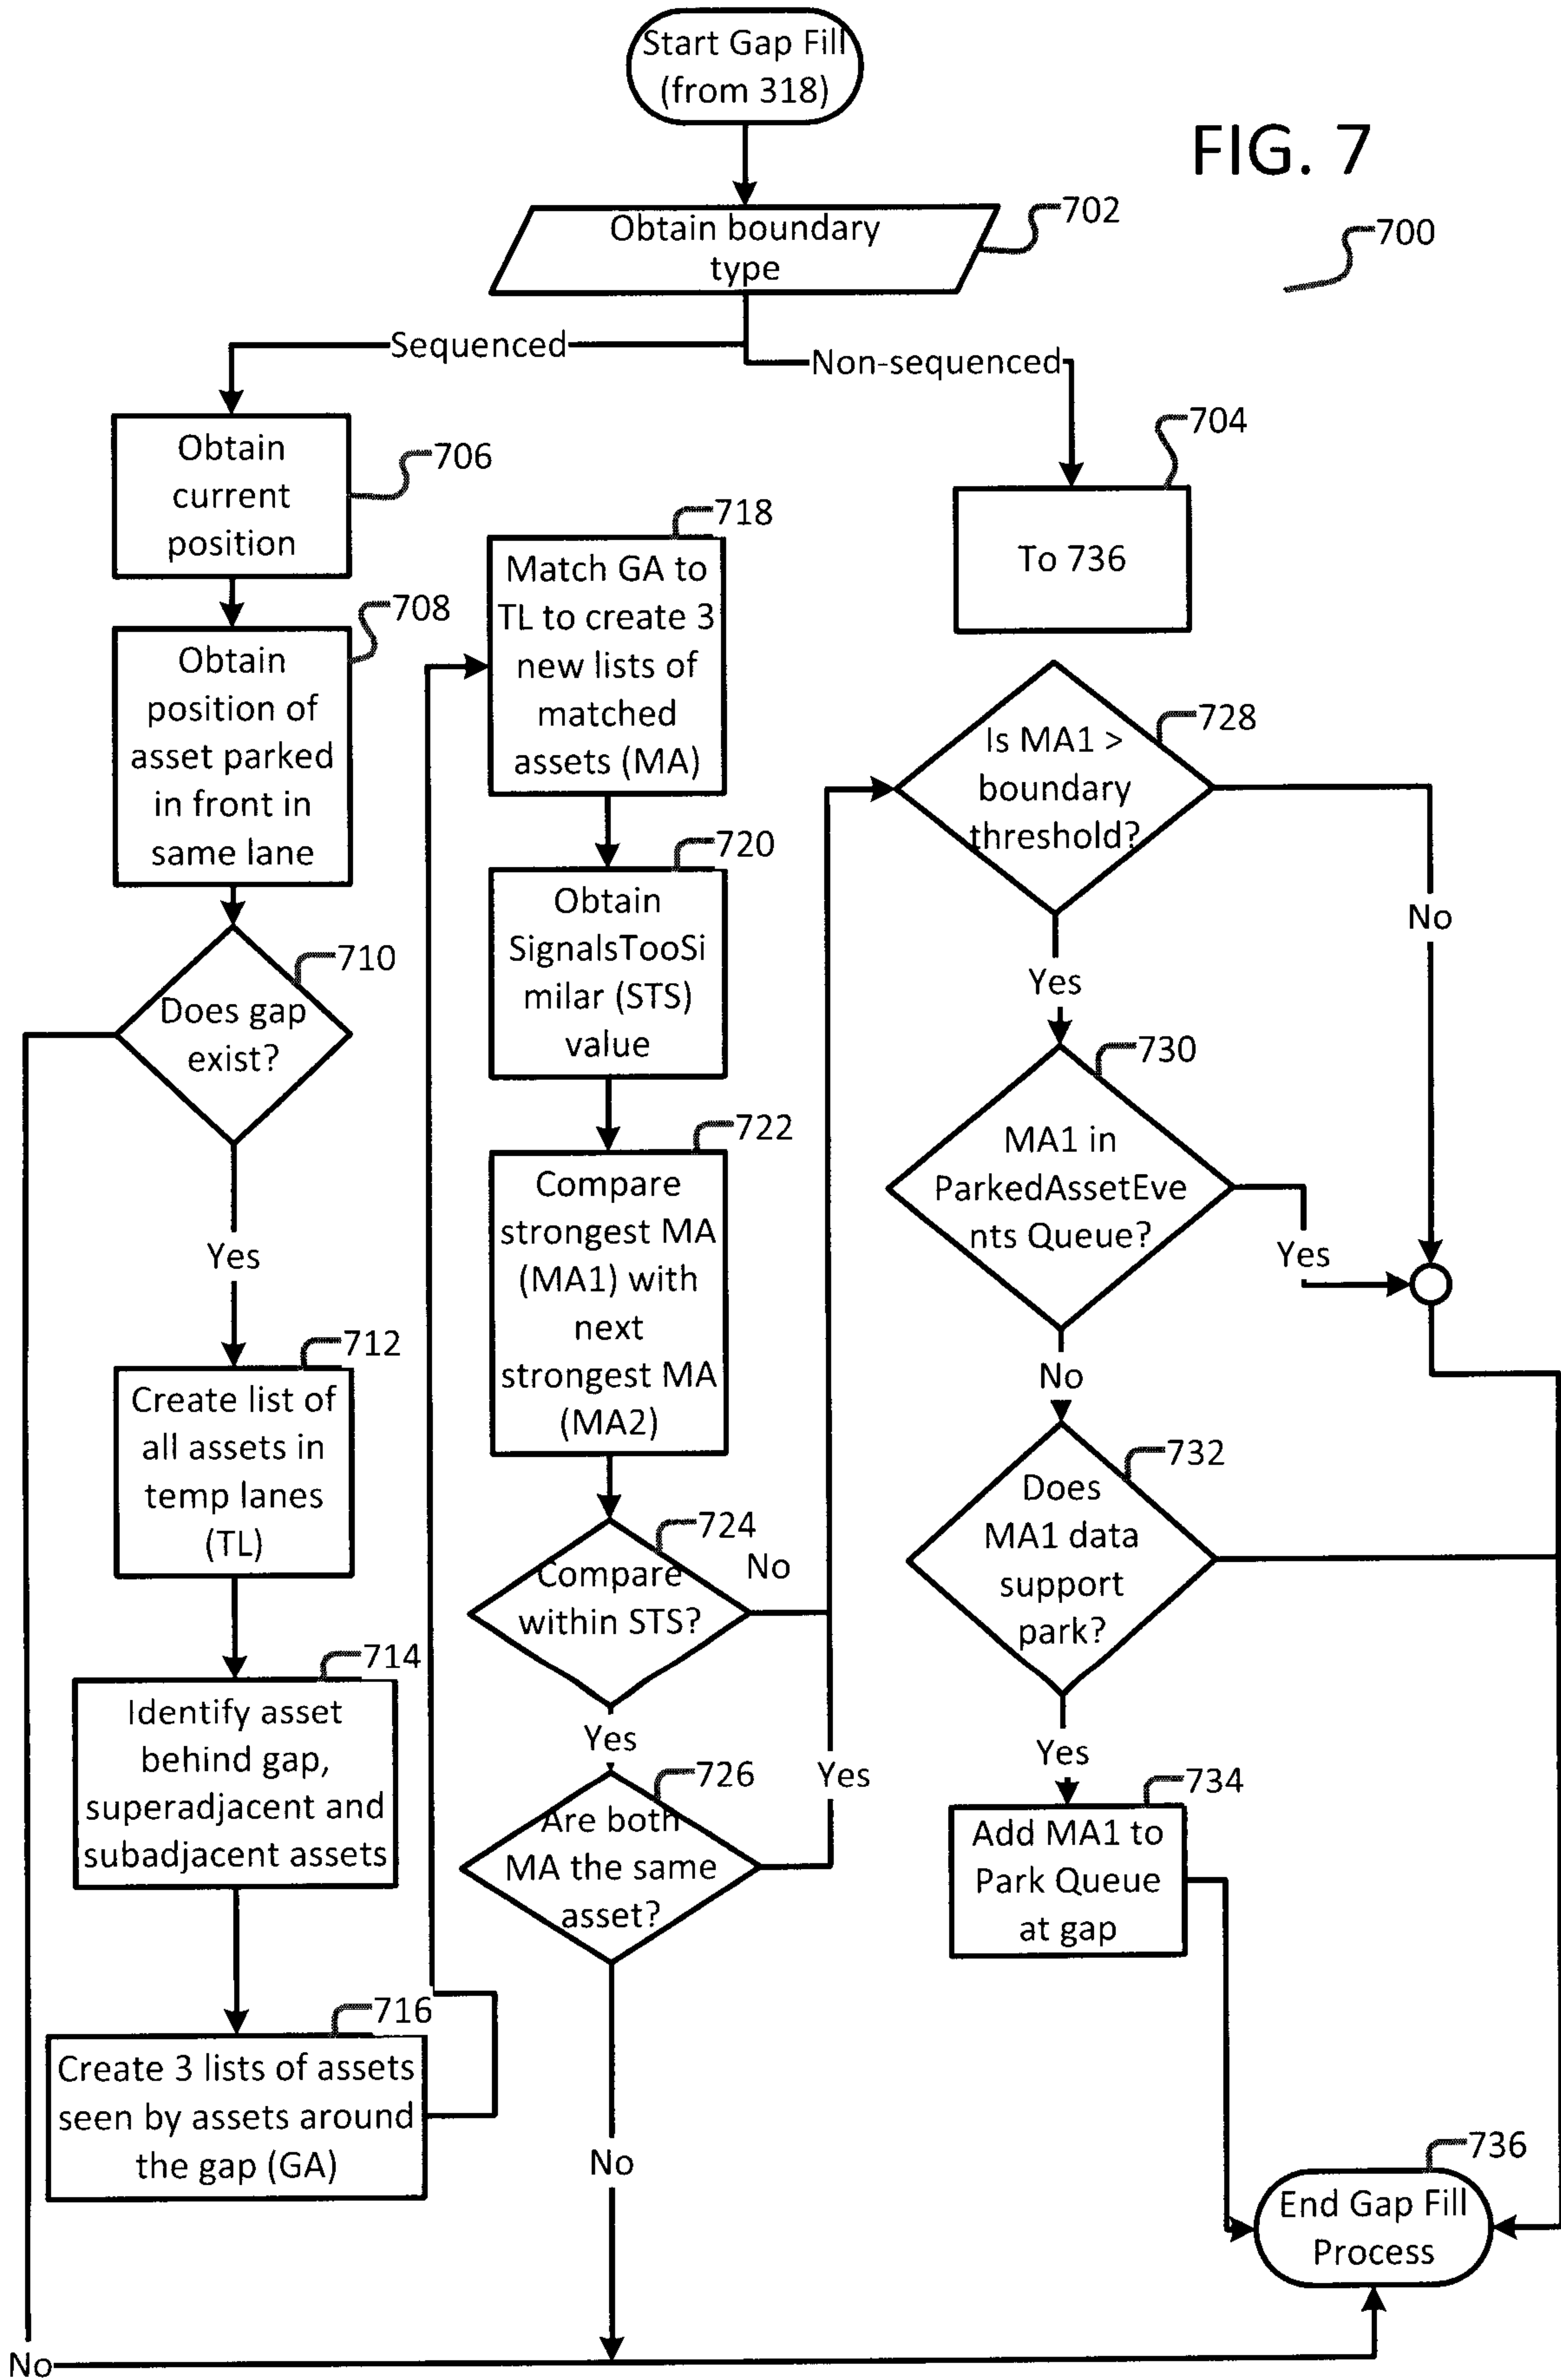 Start Gap Fill
(from 318)
FIG. 7
700
Obtain boundary
type
702
Sequenced
Non-sequenced
Obtain
current
position
706
Obtain
position of
asset parked
in front in
same lane
708
Does gap
exist?
710
Yes
No
Create list of
all assets in
temp lanes
(TL)
712
Identify asset
behind gap,
superadjacent and
subadjacent assets
714
Create 3 lists of assets
seen by assets around
the gap (GA)
716
Match GA to
TL to create 3
new lists of
matched
assets (MA)
718
Obtain
SignalsTooSi
milar (STS)
value
720
Compare
strongest MA
(MA1) with
next
strongest MA
(MA2)
722
Compare
within STS?
724
No
Yes
Are both
MA the same
asset?
726
Yes
No
To 736
704
Is MA1 >
boundary
threshold?
728
No
Yes
MA1 in
ParkedAssetEve
nts Queue?
730
Yes
No
Does
MA1 data
support
park?
732
Yes
Add MA1 to
Park Queue
at gap
734
End Gap Fill
Process
736